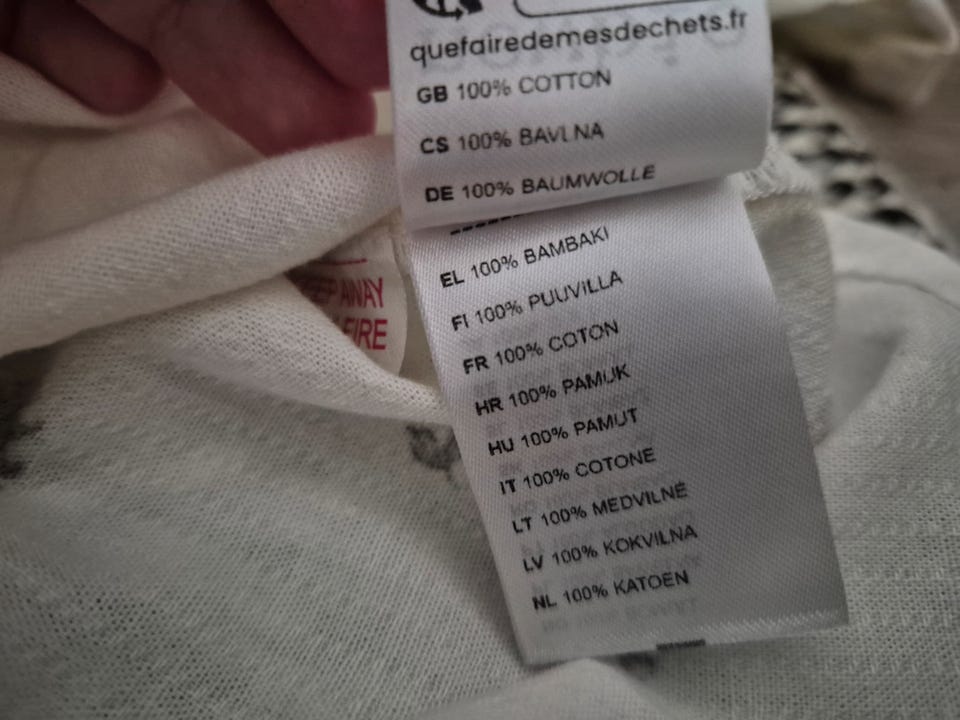 quefairedemesdechets.fr
GB 100% COTTON
CS 100% BAVLNA
DE 100% BAUMWOLLE
EL 100% BAMBAKI
FI 100% PUUVILLA
FR 100% COTON
HR 100% PAMUK
HU 100% PAMUT
IT 100% COTONE
LT 100% MEDVILNĖ
LV 100% KOKVILNA
NL 100% KATOEN
AWAY
FIRE